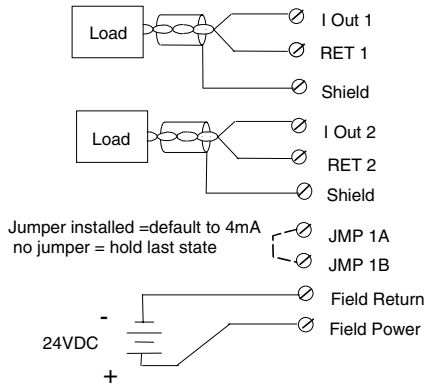 Load
I Out 1
RET 1
Shield
Load
I Out 2
RET 2
Shield
Jumper installed =default to 4mA
no jumper = hold last state
JMP 1A
JMP 1B
Field Return
-
24VDC
Field Power
+